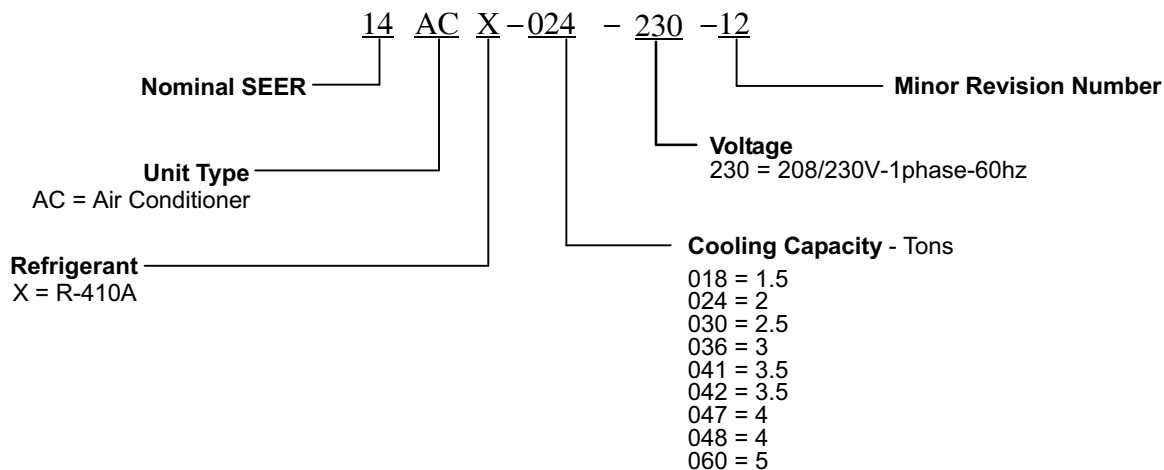 14 AC X –024 – 230 –12
Nominal SEER
Minor Revision Number
Voltage
230 = 208/230V-1phase-60hz
Unit Type
AC = Air Conditioner
Cooling Capacity - Tons
Refrigerant
X = R-410A
018 = 1.5
024 = 2
030 = 2.5
036 = 3
041 = 3.5
042 = 3.5
047 = 4
048 = 4
060 = 5